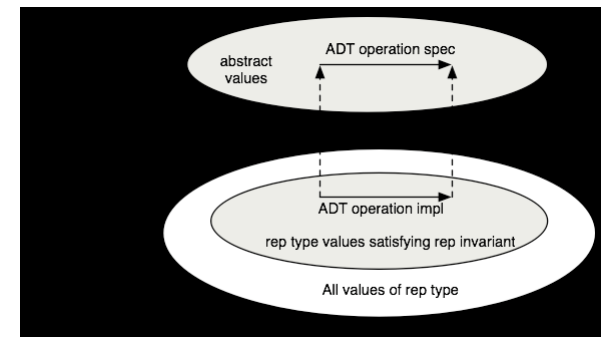 ADT operation spec
abstract
values
ADT operation impl
rep type values satisfying rep invariant
All values of rep type